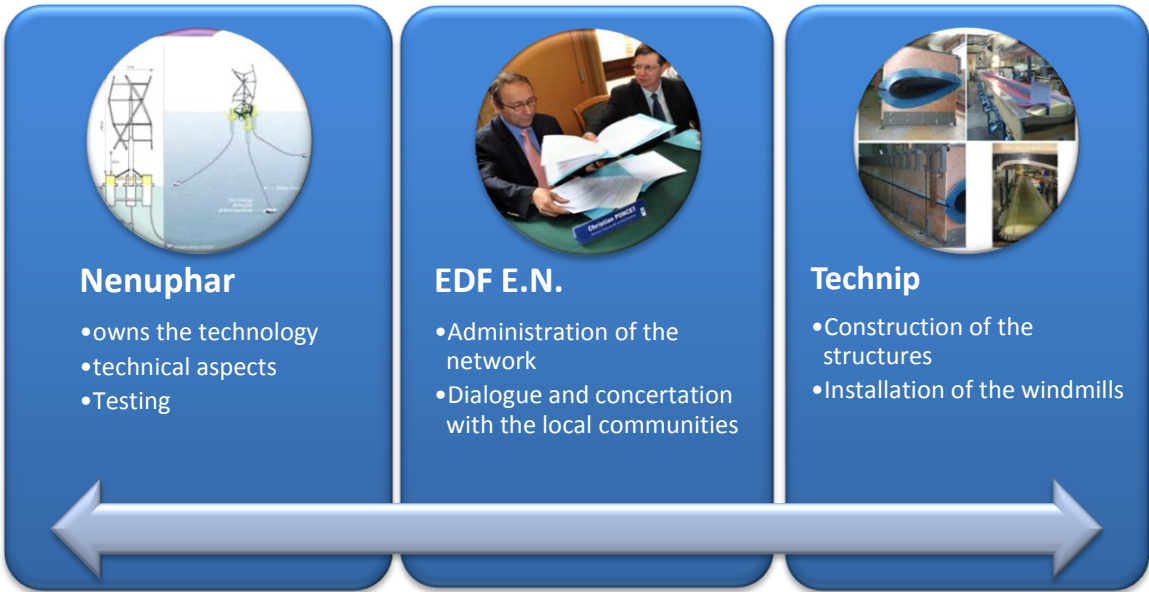 Nenuphar
•owns the technology
•technical aspects
•Testing
Christian PONCET
EDF E.N.
•Administration of the
network
•Dialogue and concertation
with the local communities
Technip
•Construction of the
structures
•Installation of the windmills